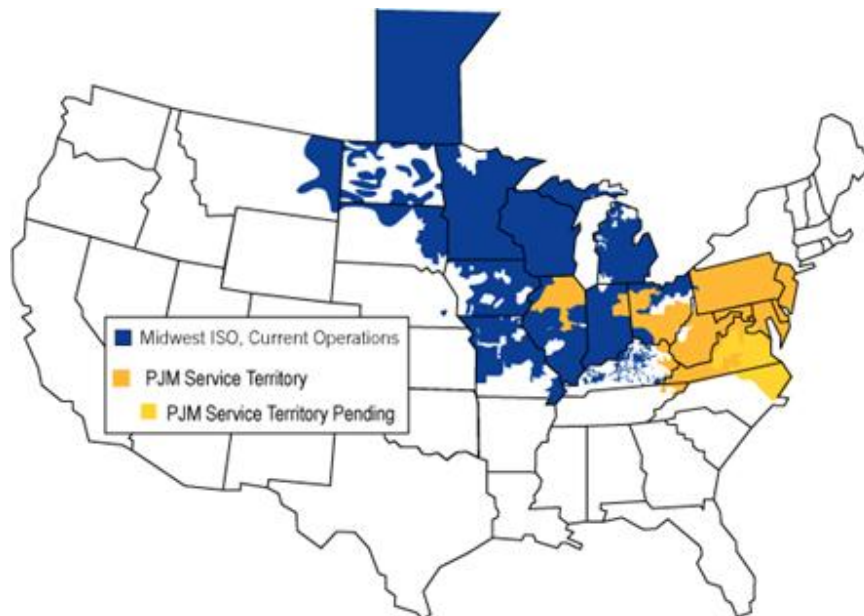 Midwest ISO, Current Operations
PJM Service Territory
PJM Service Territory Pending